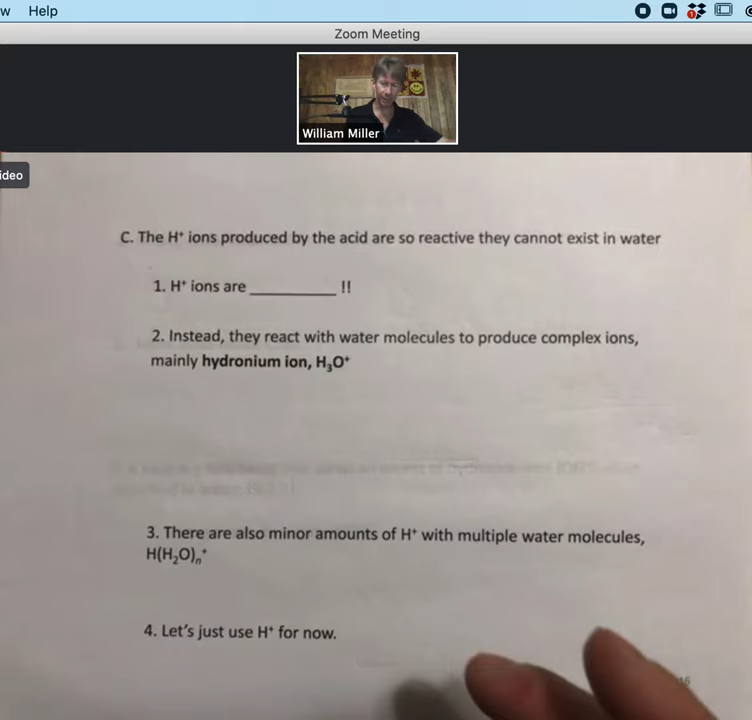 Help
Zoom Meeting
William Miller
C. The H⁺ ions produced by the acid are so reactive they cannot exist in water
1. H⁺ ions are __________ !!
2. Instead, they react with water molecules to produce complex ions,
mainly hydronium ion, H₃O⁺
3. There are also minor amounts of H⁺ with multiple water molecules,
H(H₂O)ₙ⁺
4. Let's just use H⁺ for now.